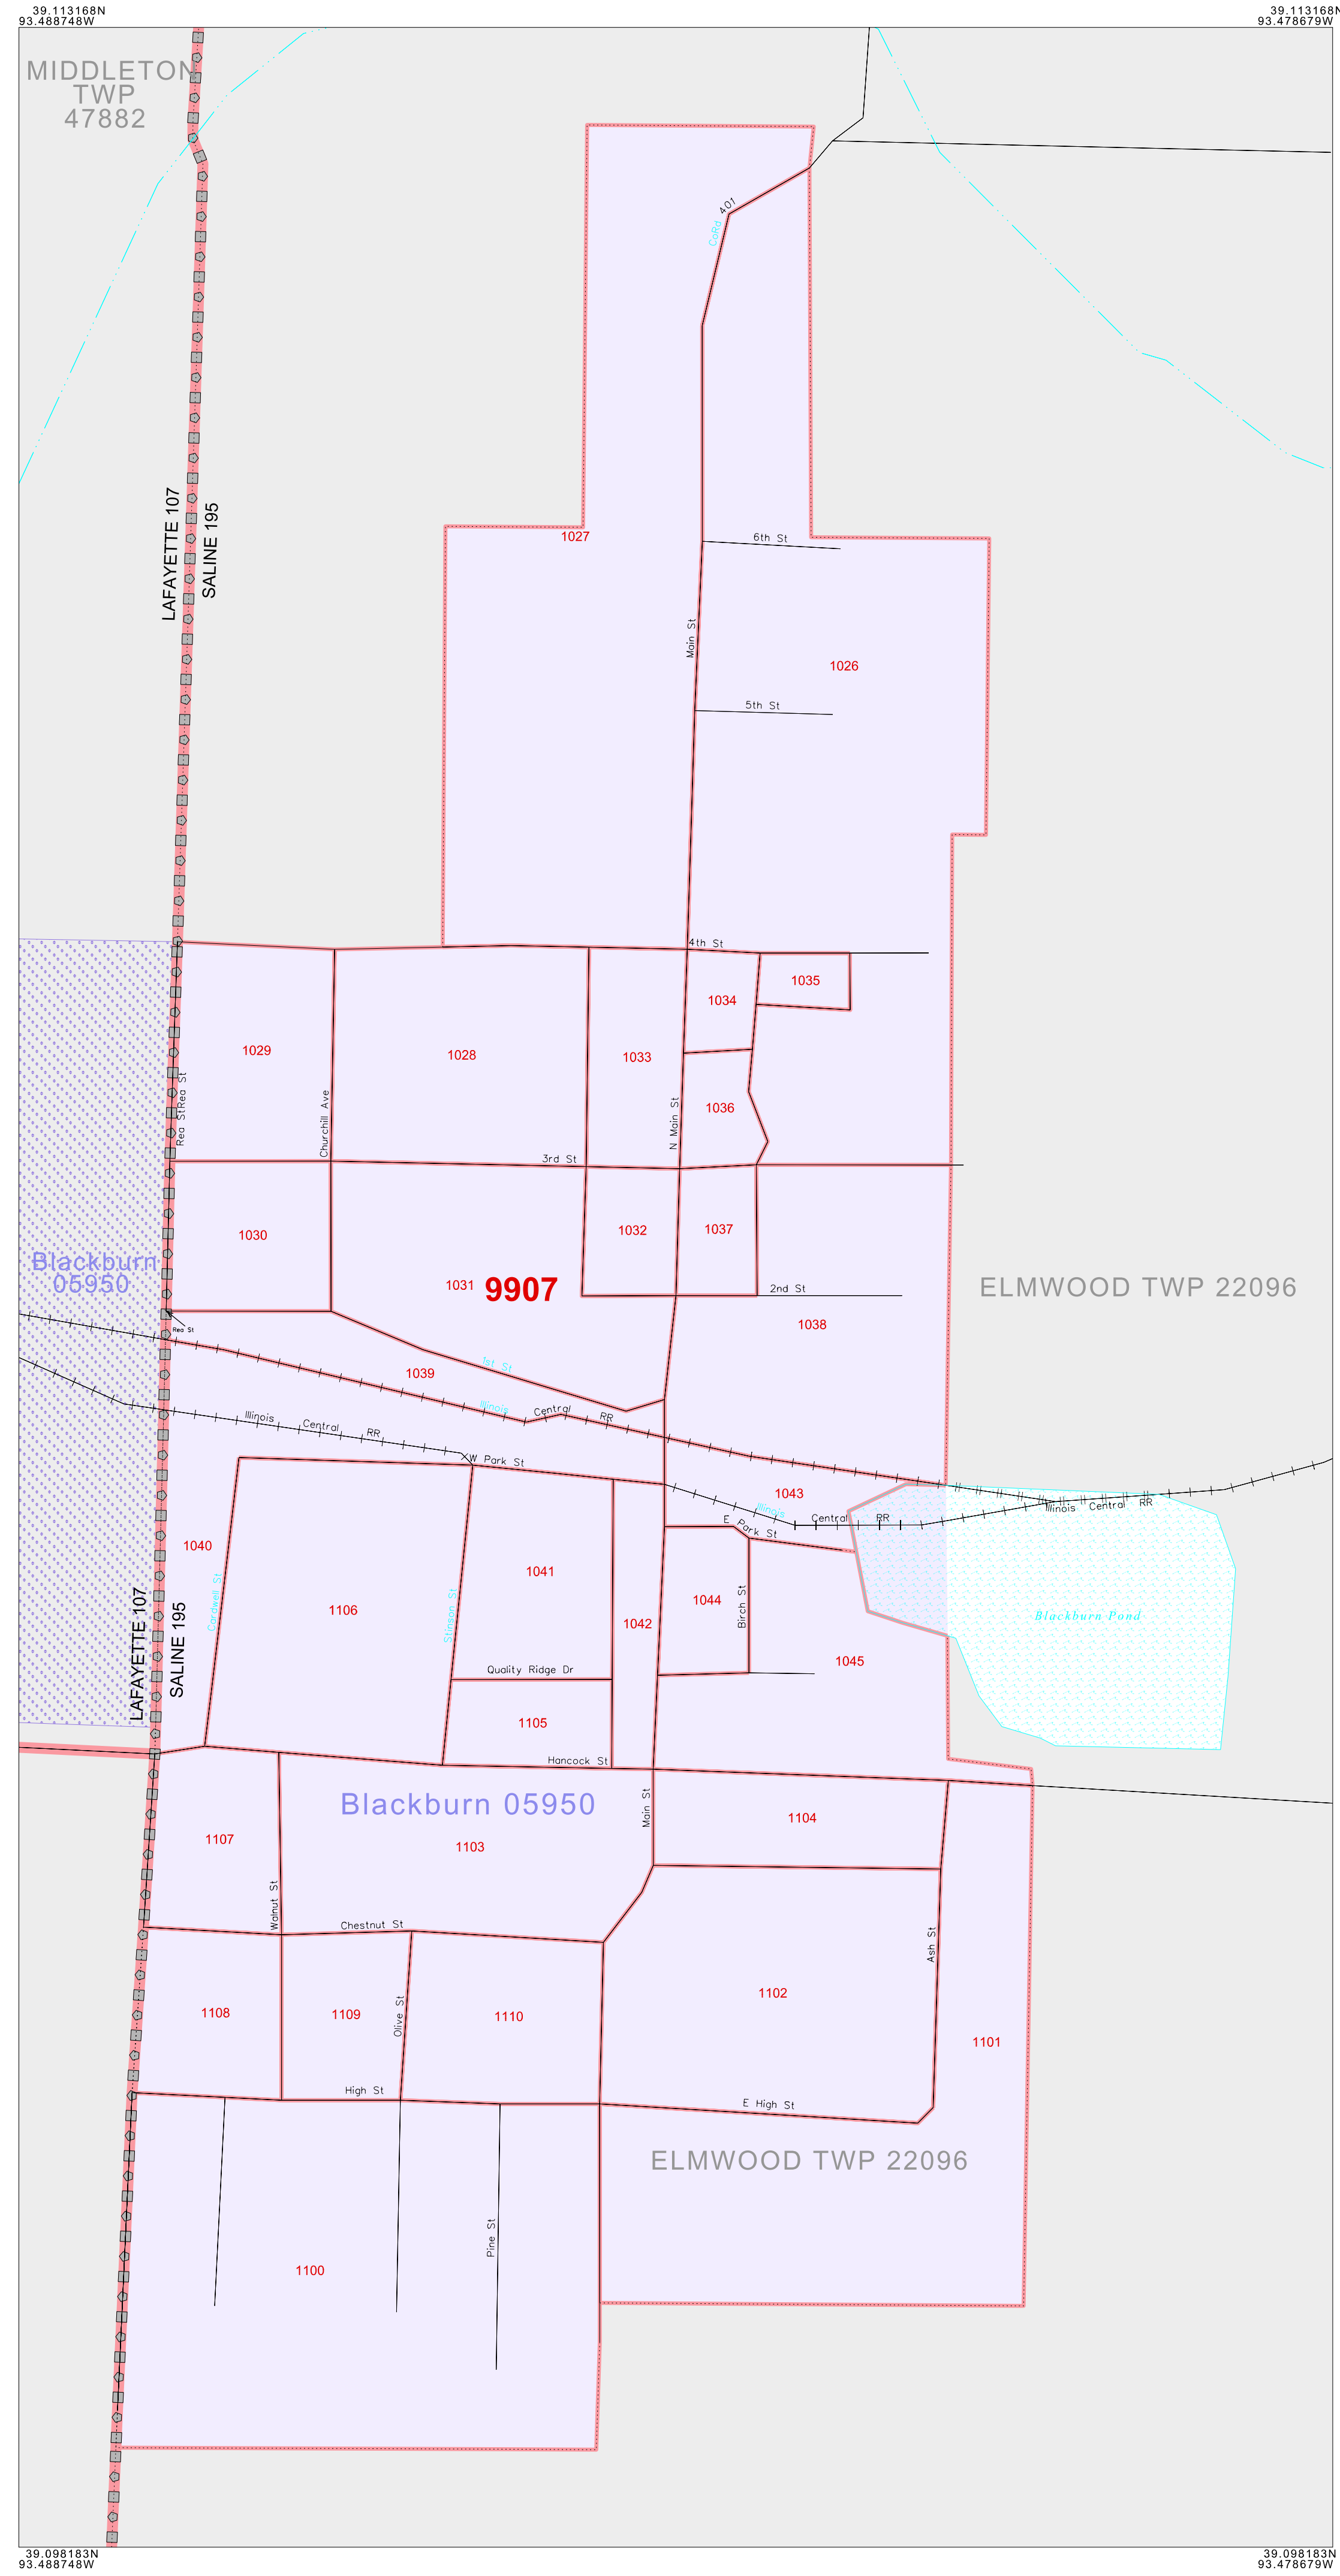 39.113168N
93.488748W
39.113168N
93.478679W
MIDDLETON
TWP
47882
CoRd 401
LAFAYETTE 107
SALINE 195
1027
6th St
Main St
1026
5th St
4th St
1035
1034
1029
1028
1033
1036
Rea St
Rea St
Churchill Ave
N Main St
3rd St
1030
1032
1037
Blackburn
05950
1031
9907
2nd St
ELMWOOD TWP 22096
1038
Rea St
1st St
1039
Illinois Central RR
Illinois Central RR
W Park St
1043
Illinois Central RR
Illinois Central RR
E Park St
1040
1041
1044
Birch St
1106
Cordwell St
Stinson St
1042
Blackburn Pond
LAFAYETTE 107
SALINE 195
1045
Quality Ridge Dr
1105
Hancock St
Blackburn 05950
Main St
1104
1107
1103
Walnut St
Chestnut St
Ash St
1102
1108
1109
Olive St
1110
1101
High St
E High St
ELMWOOD TWP 22096
Pine St
1100
39.098183N
93.488748W
39.098183N
93.478679W